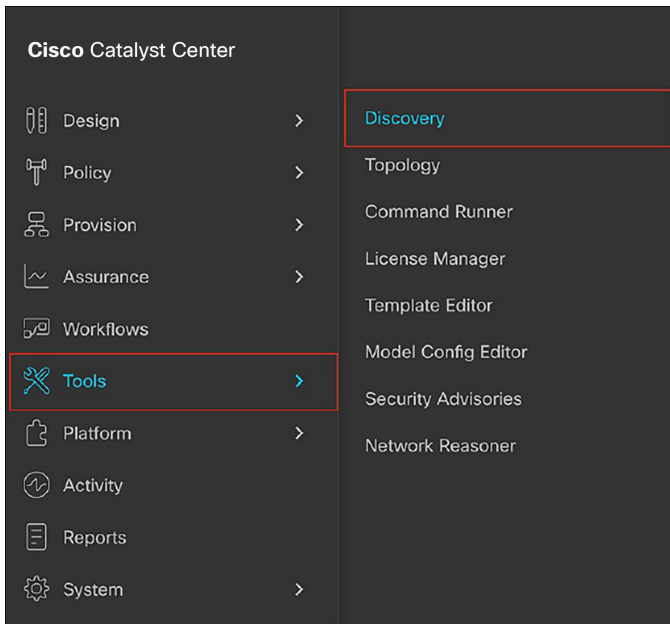 Cisco Catalyst Center
Design
Policy
Provision
Assurance
Workflows
Tools
Platform
Activity
Reports
System
Discovery
Topology
Command Runner
License Manager
Template Editor
Model Config Editor
Security Advisories
Network Reasoner